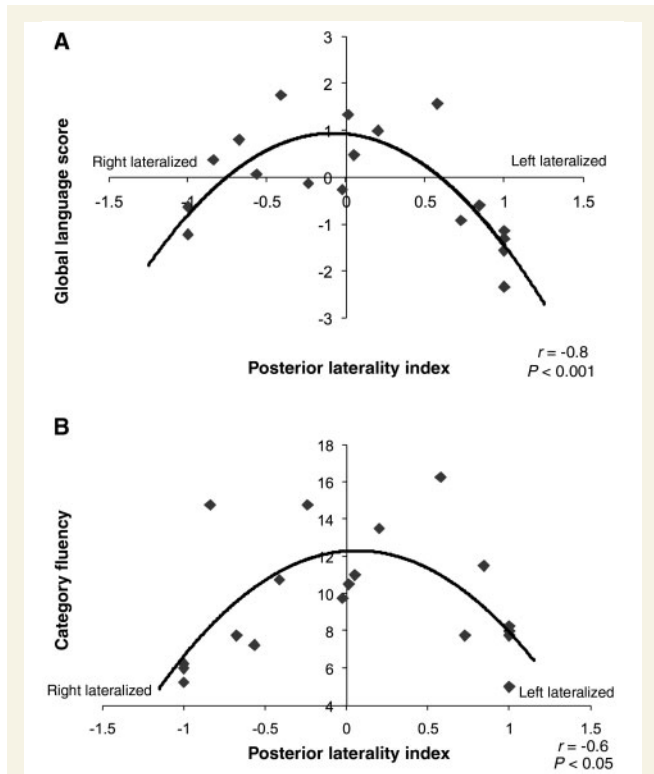 A
3
2
1
Right lateralized
Left lateralized
0
-1.5
-1
-0.5
0
0.5
1
1.5
-1
-2
-3
Global language score
Posterior laterality index
r = -0.8
P < 0.001
B
18
16
14
12
10
8
6
4
Category fluency
Right lateralized
Left lateralized
-1.5
-1
-0.5
0
0.5
1
1.5
Posterior laterality index
r = -0.6
P < 0.05